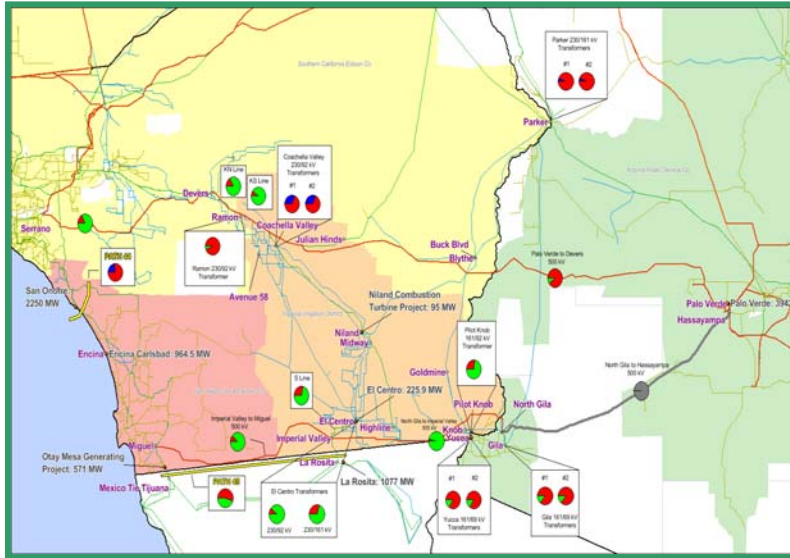 Southern California Edison Co
Parker 230/161 kV
Transformers
#1 #2
Parker
KN Line
KS Line
Coachella Valley
230/92 kV
Transformers
#1 #2
Devers
Ramon
Serrano
Coachella Valley
Julian Hinds
Ramon 230/92 kV
Transformer
Buck Blvd
Blythe
Palo Verde to Devers
500 kV
San Onofre:
2250 MW
Avenue 58
Niland Combustion
Turbine Project: 95 MW
Palo Verde
Palo Verde: 3942
Hassayampa
Niland
Midway
Encina
Encina Carlsbad: 964.5 MW
Pilot Knob
161/92 kV
Transformer
Goldmine
North Gila to Hassayampa
500 kV
S Line
El Centro: 225.9 MW
Pilot Knob
North Gila
Imperial Valley to Miguel
500 kV
El Centro
Highline
Imperial Valley
North Gila to Imperial Valley
500 kV
Knob
Yucca
Gila
Miguel
Otay Mesa Generating
Project: 571 MW
La Rosita
La Rosita: 1077 MW
Mexico Tie
Tijuana
El Centro Transformers
230/92 kV
230/161 kV
#1 #2
Yucca 161/69 kV
Transformers
#1 #2
Gila 161/69 kV
Transformers